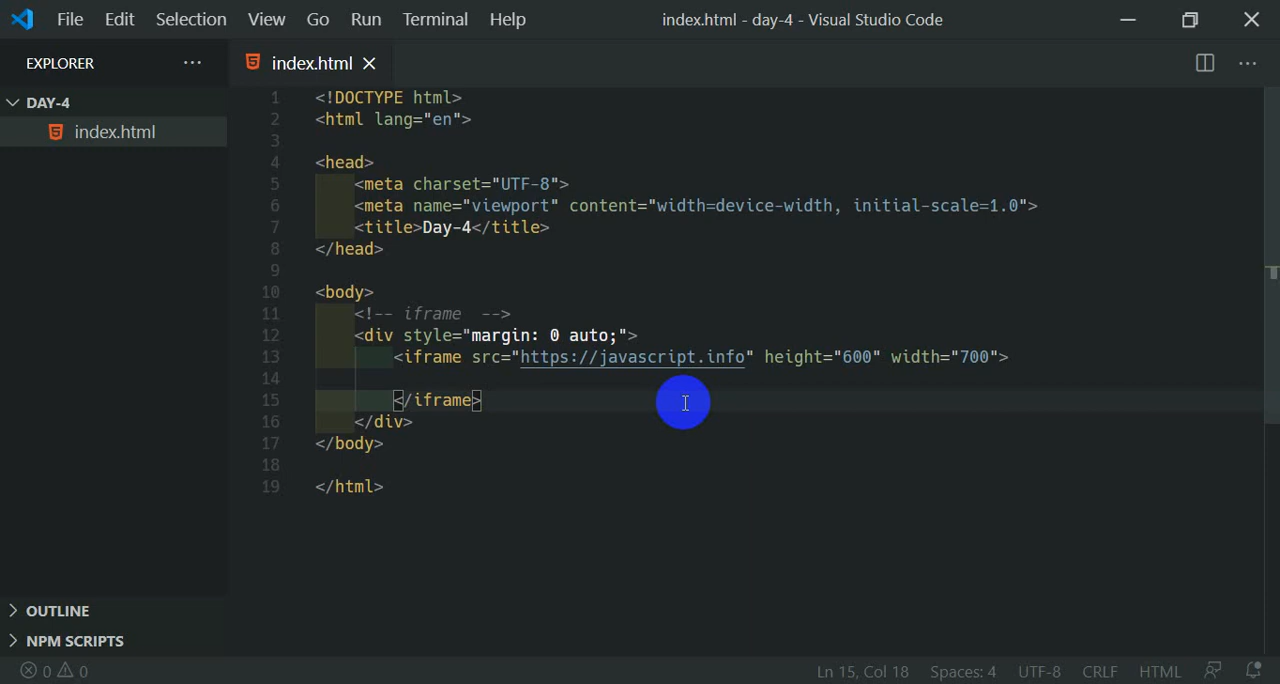 File Edit Selection View Go Run Terminal Help index.html - day-4 - Visual Studio Code
EXPLORER ··· index.html
DAY-4
index.html
1 <!DOCTYPE html>
2 <html lang="en">
3
4 <head>
5 <meta charset="UTF-8">
6 <meta name="viewport" content="width=device-width, initial-scale=1.0">
7 <title>Day-4</title>
8 </head>
9
10 <body>
11 <!-- iframe  -->
12 <div style="margin: 0 auto;">
13 <iframe src="https://javascript.info" height="600" width="700">
14
15 </iframe>
16 </div>
17 </body>
18
19 </html>
OUTLINE
NPM SCRIPTS
0 0 Ln 15, Col 18 Spaces: 4 UTF-8 CRLF HTML